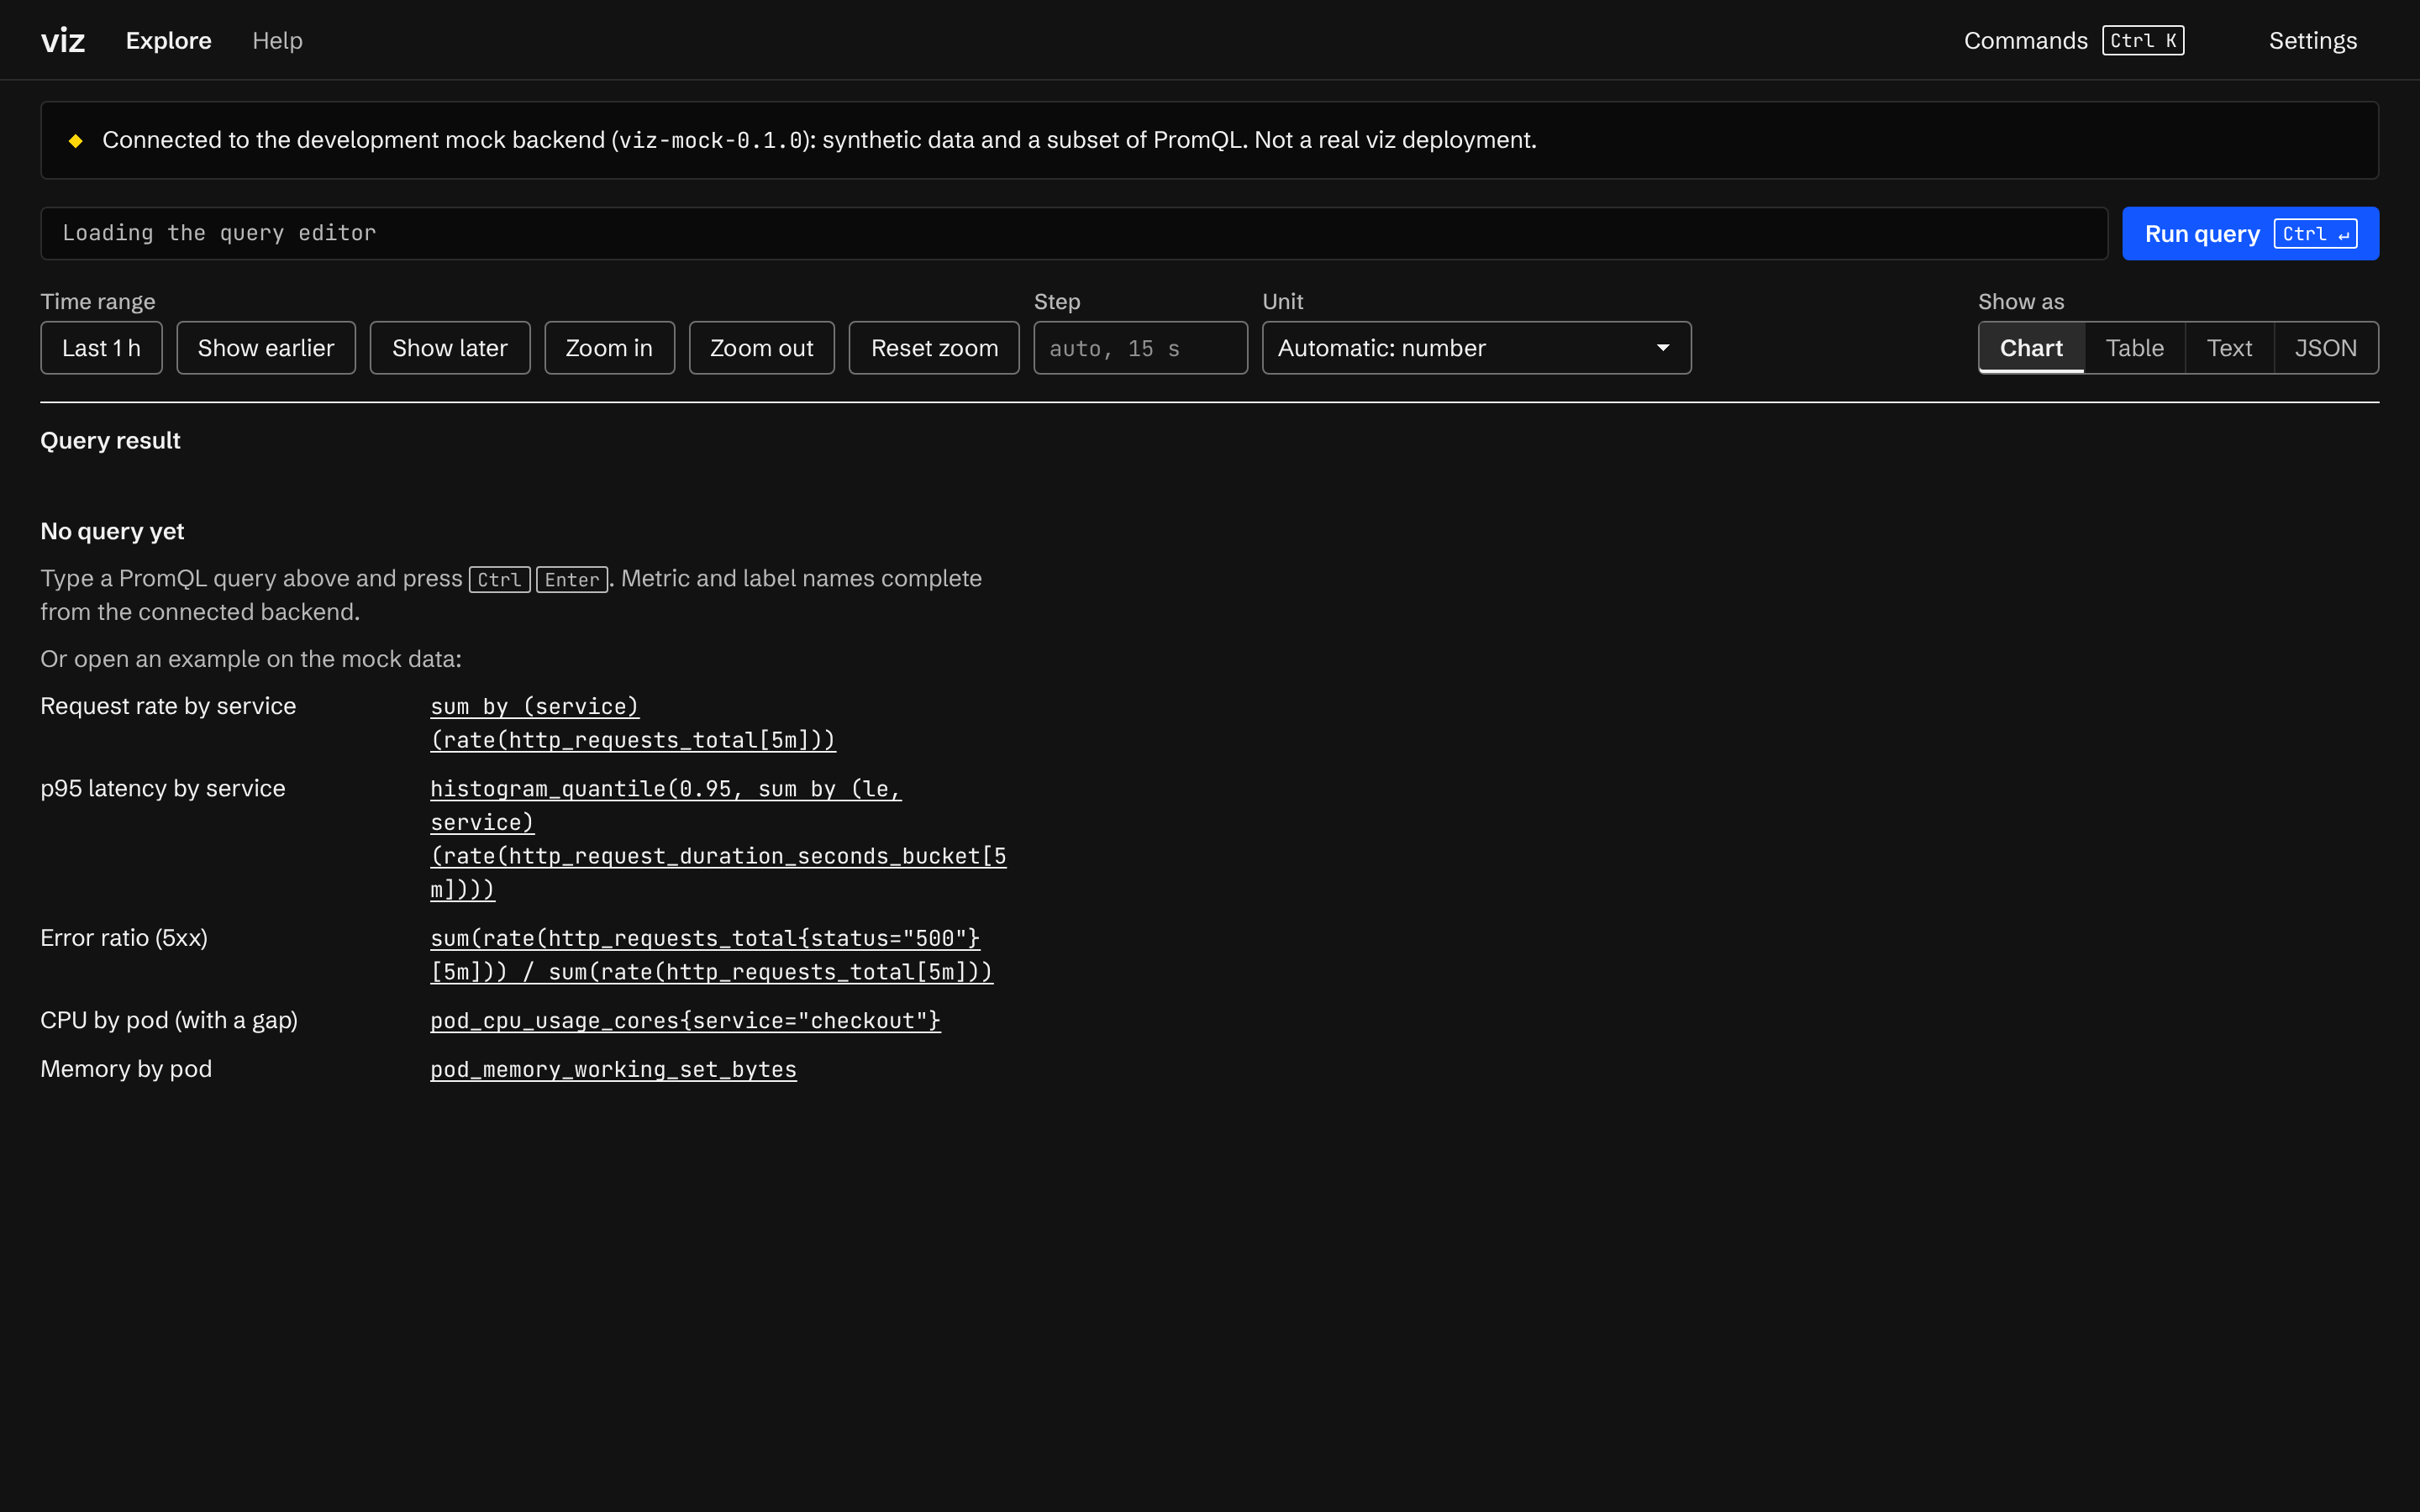 viz Explore Help Commands Ctrl K Settings
Connected to the development mock backend (viz-mock-0.1.0): synthetic data and a subset of PromQL. Not a real viz deployment.
Loading the query editor Run query Ctrl ↵
Time range Step Unit Show as
Last 1 h Show earlier Show later Zoom in Zoom out Reset zoom auto, 15 s Automatic: number Chart Table Text JSON
Query result
No query yet
Type a PromQL query above and press Ctrl Enter. Metric and label names complete
from the connected backend.
Or open an example on the mock data:
Request rate by service sum by (service)
(rate(http_requests_total[5m]))
p95 latency by service histogram_quantile(0.95, sum by (le,
service)
(rate(http_request_duration_seconds_bucket[5
m])))
Error ratio (5xx) sum(rate(http_requests_total{status="500"}
[5m])) / sum(rate(http_requests_total[5m]))
CPU by pod (with a gap) pod_cpu_usage_cores{service="checkout"}
Memory by pod pod_memory_working_set_bytes